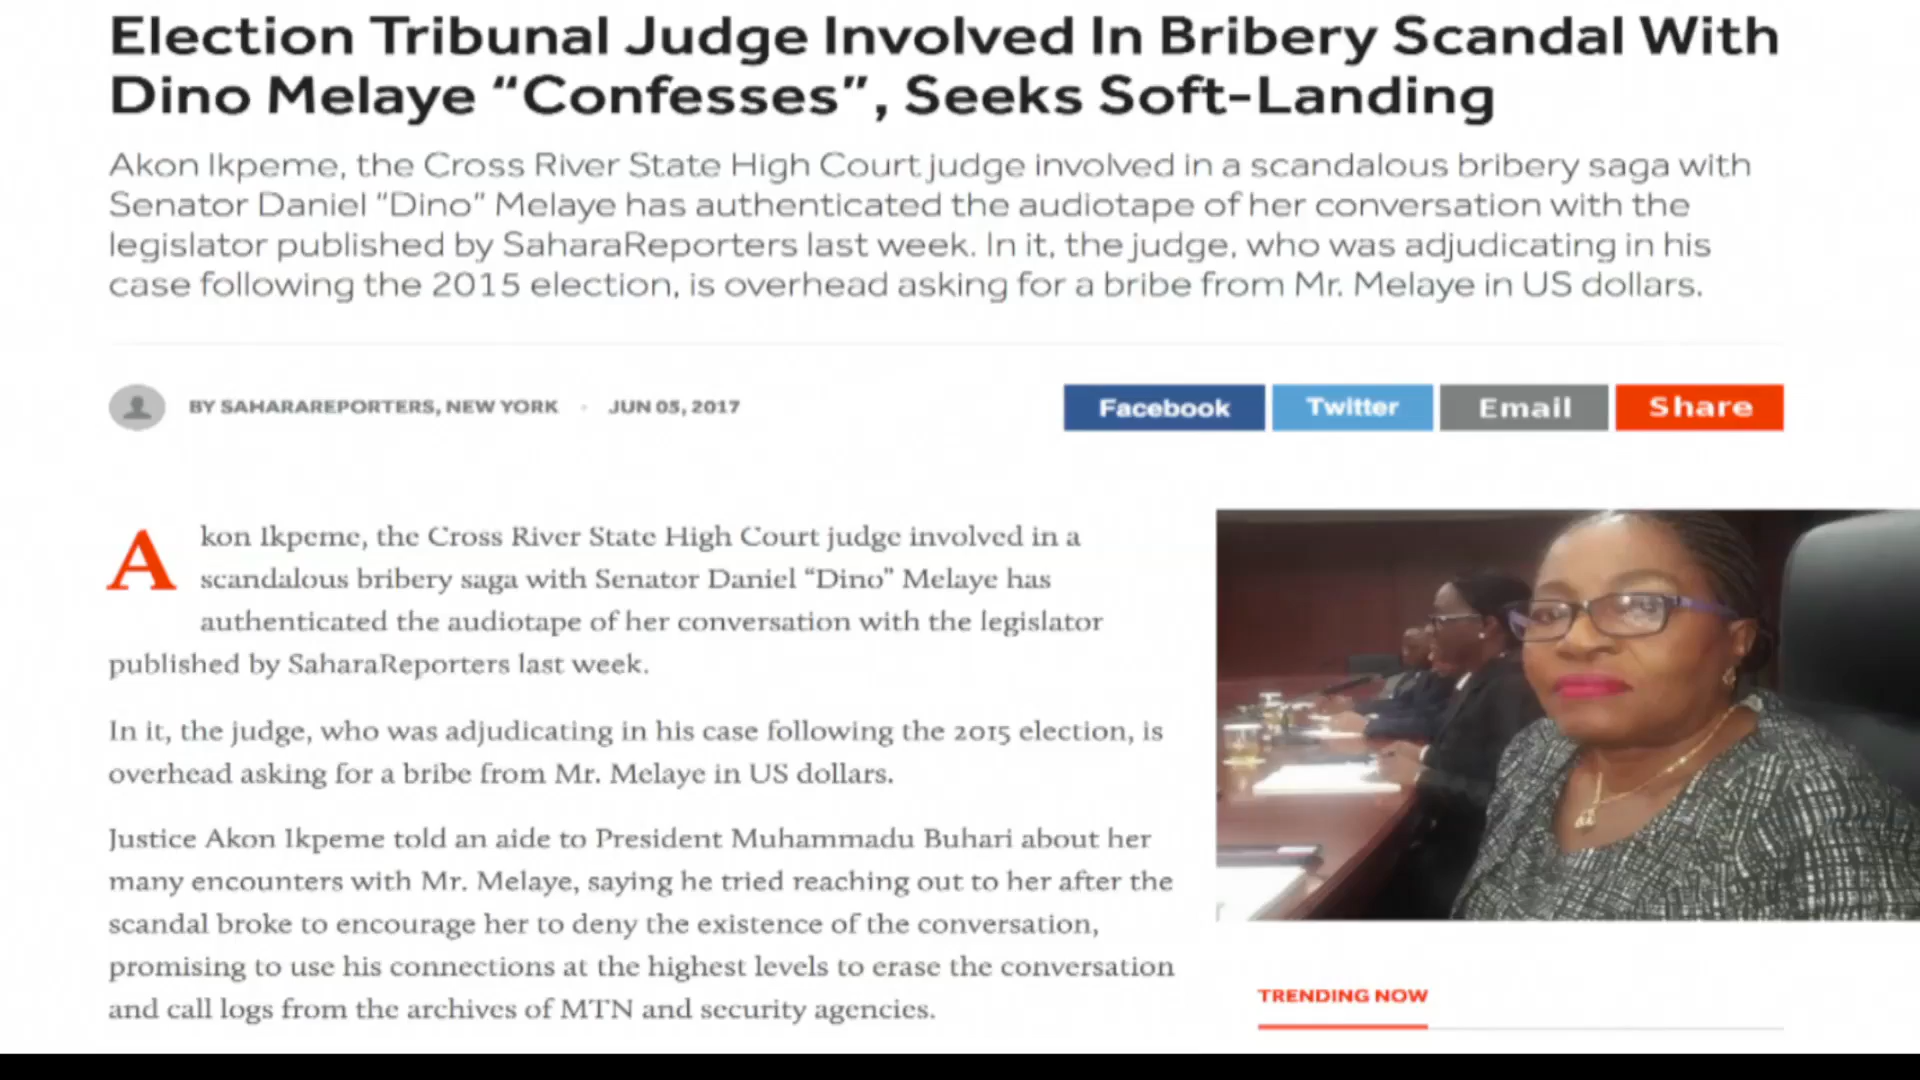 Election Tribunal Judge Involved In Bribery Scandal With
Dino Melaye “Confesses”, Seeks Soft-Landing
Akon Ikpeme, the Cross River State High Court judge involved in a scandalous bribery saga with
Senator Daniel “Dino” Melaye has authenticated the audiotape of her conversation with the
legislator published by SaharaReporters last week. In it, the judge, who was adjudicating in his
case following the 2015 election, is overhead asking for a bribe from Mr. Melaye in US dollars.
BY SAHARAREPORTERS, NEW YORK • JUN 05, 2017
Facebook Twitter Email Share
Akon Ikpeme, the Cross River State High Court judge involved in a
scandalous bribery saga with Senator Daniel “Dino” Melaye has
authenticated the audiotape of her conversation with the legislator
published by SaharaReporters last week.
In it, the judge, who was adjudicating in his case following the 2015 election, is
overhead asking for a bribe from Mr. Melaye in US dollars.
Justice Akon Ikpeme told an aide to President Muhammadu Buhari about her
many encounters with Mr. Melaye, saying he tried reaching out to her after the
scandal broke to encourage her to deny the existence of the conversation,
promising to use his connections at the highest levels to erase the conversation
and call logs from the archives of MTN and security agencies.
TRENDING NOW